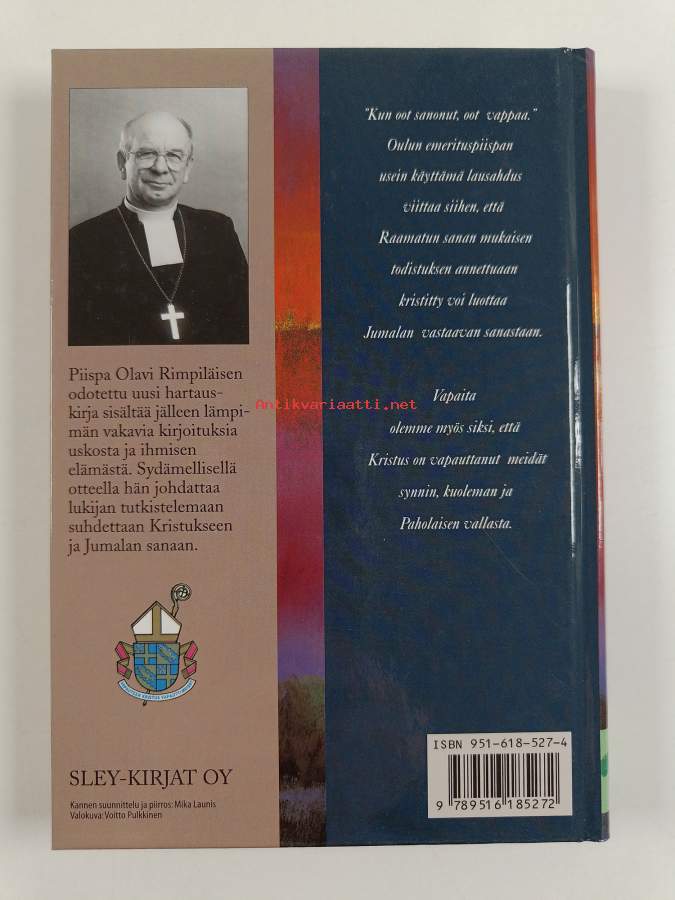 "Kun oot sanonut, oot vappaa."
Oulun emerituspiispan
usein käyttämä lausahdus
viittaa siihen, että
Raamatun sanan mukaisen
todistuksen annettuaan
kristitty voi luottaa
Jumalan vastaavan sanastaan.
Vapaita
olemme myös siksi, että
Kristus on vapauttanut meidät
synnin, kuoleman ja
Paholaisen vallasta.
Piispa Olavi Rimpiläisen
odotettu uusi hartaus-
kirja sisältää jälleen lämpi-
män vakavia kirjoituksia
uskosta ja ihmisen
elämästä. Sydämellisellä
otteella hän johdattaa
lukijan tutkistelemaan
suhdettaan Kristukseen
ja Jumalan sanaan.
Antikvariaatti.net
SLEY-KIRJAT OY
Kannen suunnittelu ja piirros: Mika Launis
Valokuva: Voitto Pulkkinen
ISBN 951-618-527-4
9 789516 185272